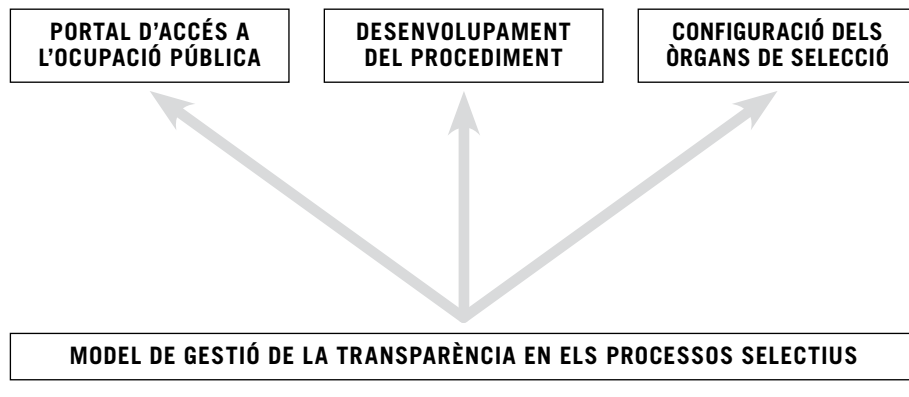 PORTAL D'ACCÉS A
L'OCUPACIÓ PÚBLICA
DESENVOLUPAMENT
DEL PROCEDIMENT
CONFIGURACIÓ DELS
ÒRGANS DE SELECCIÓ
MODEL DE GESTIÓ DE LA TRANSPARÈNCIA EN ELS PROCESSOS SELECTIUS